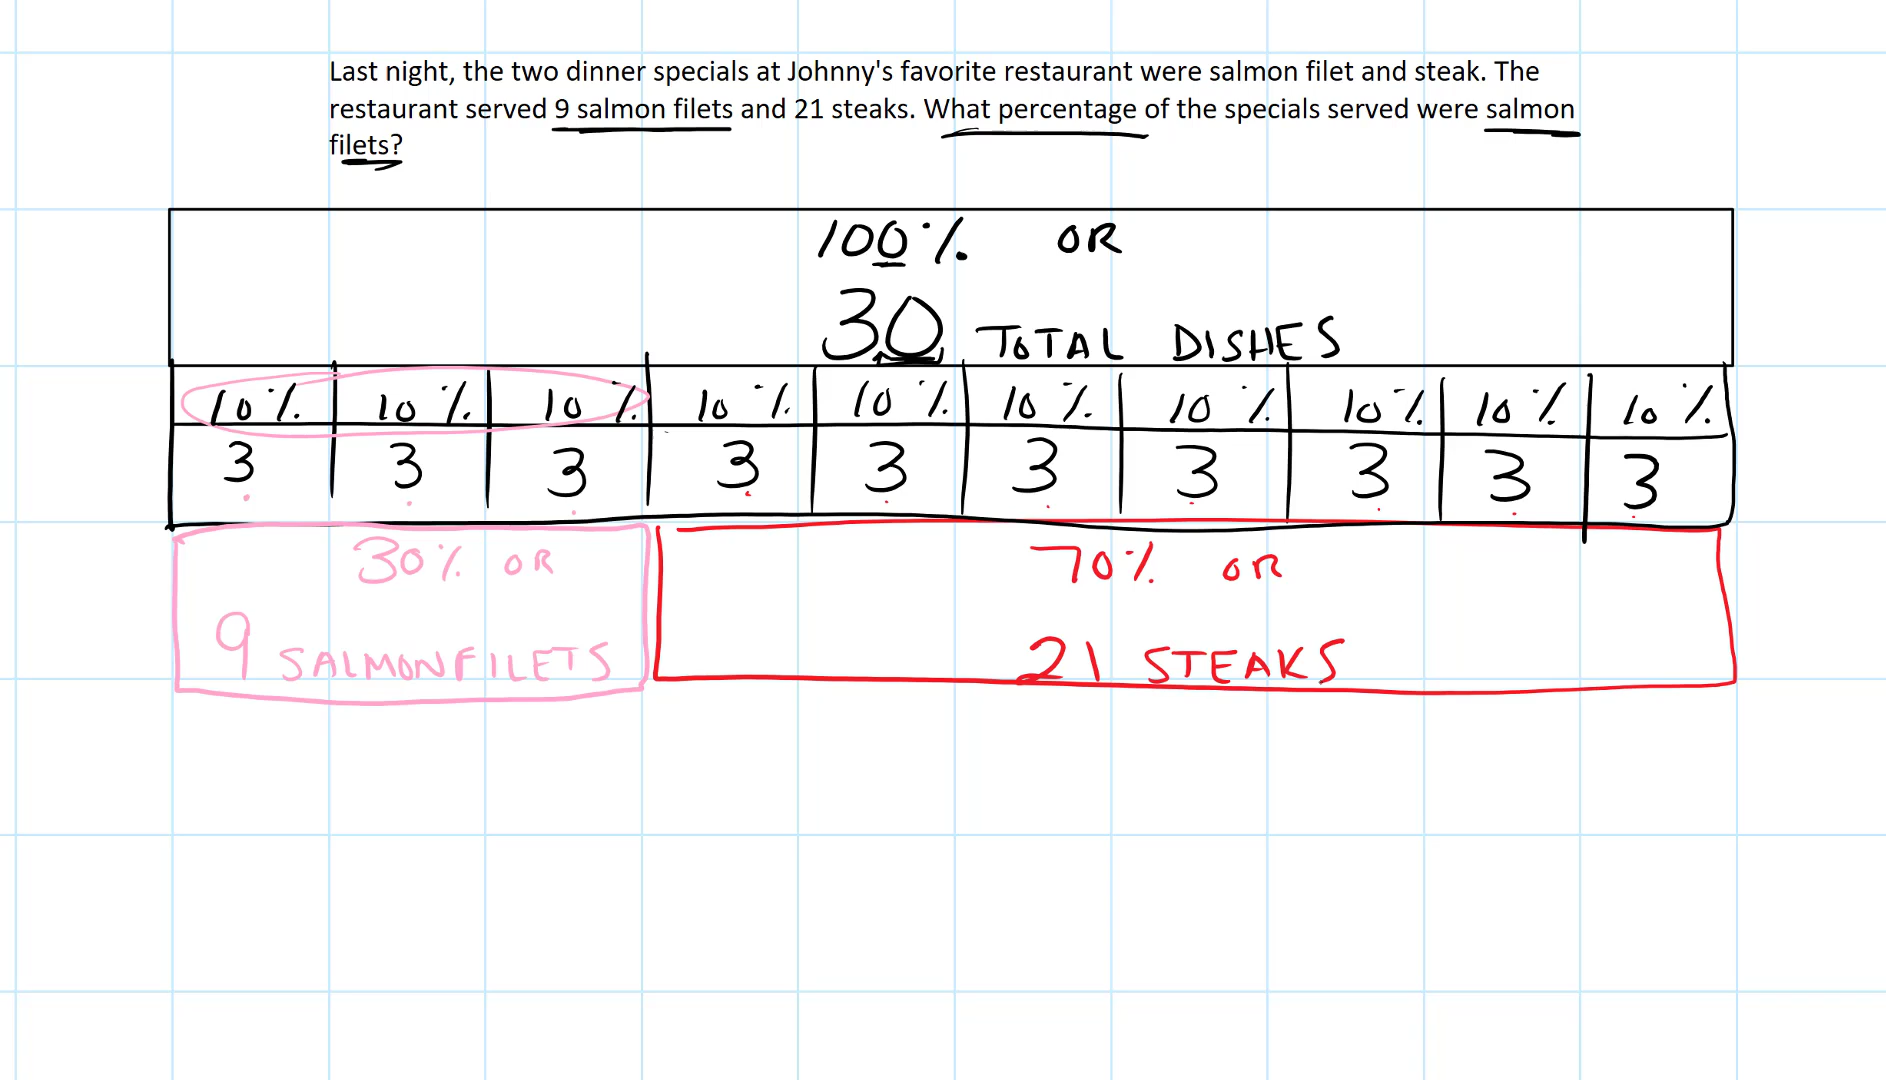 Last night, the two dinner specials at Johnny's favorite restaurant were salmon filet and steak. The
restaurant served 9 salmon filets and 21 steaks. What percentage of the specials served were salmon
filets?
100% OR
30 TOTAL DISHES
10% 10% 10% 10% 10% 10% 10% 10% 10% 10%
3 3 3 3 3 3 3 3 3 3
30% OR
9 SALMON FILETS
70% OR
21 STEAKS